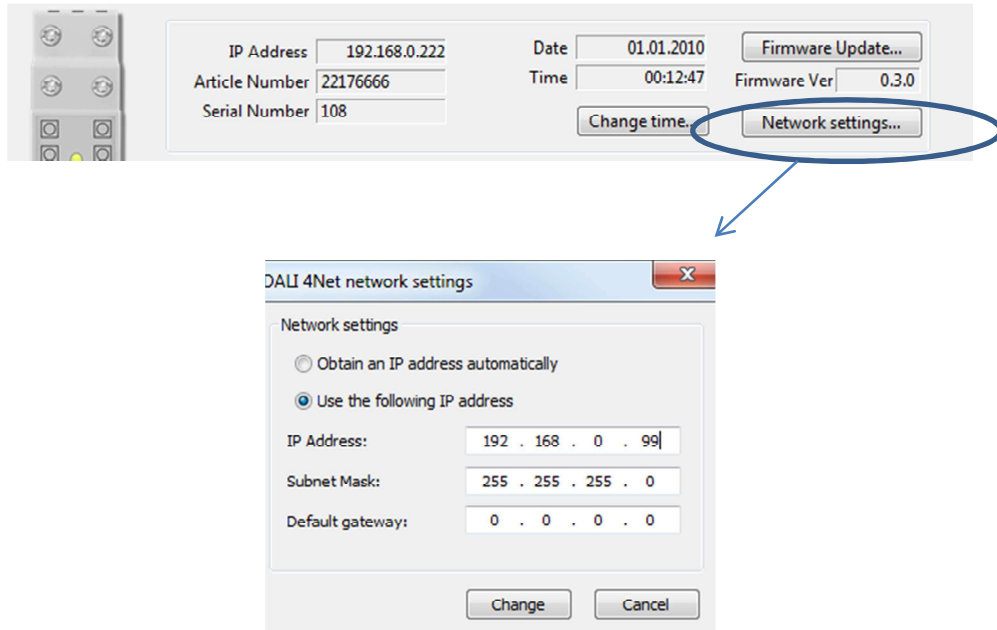 IP Address 192.168.0.222 Date 01.01.2010 Firmware Update...
Article Number 22176666 Time 00:12:47 Firmware Ver 0.3.0
Serial Number 108 Change time... Network settings...
DALI 4Net network settings
Network settings
Obtain an IP address automatically
Use the following IP address
IP Address: 192 . 168 . 0 . 99
Subnet Mask: 255 . 255 . 255 . 0
Default gateway: 0 . 0 . 0 . 0
Change Cancel